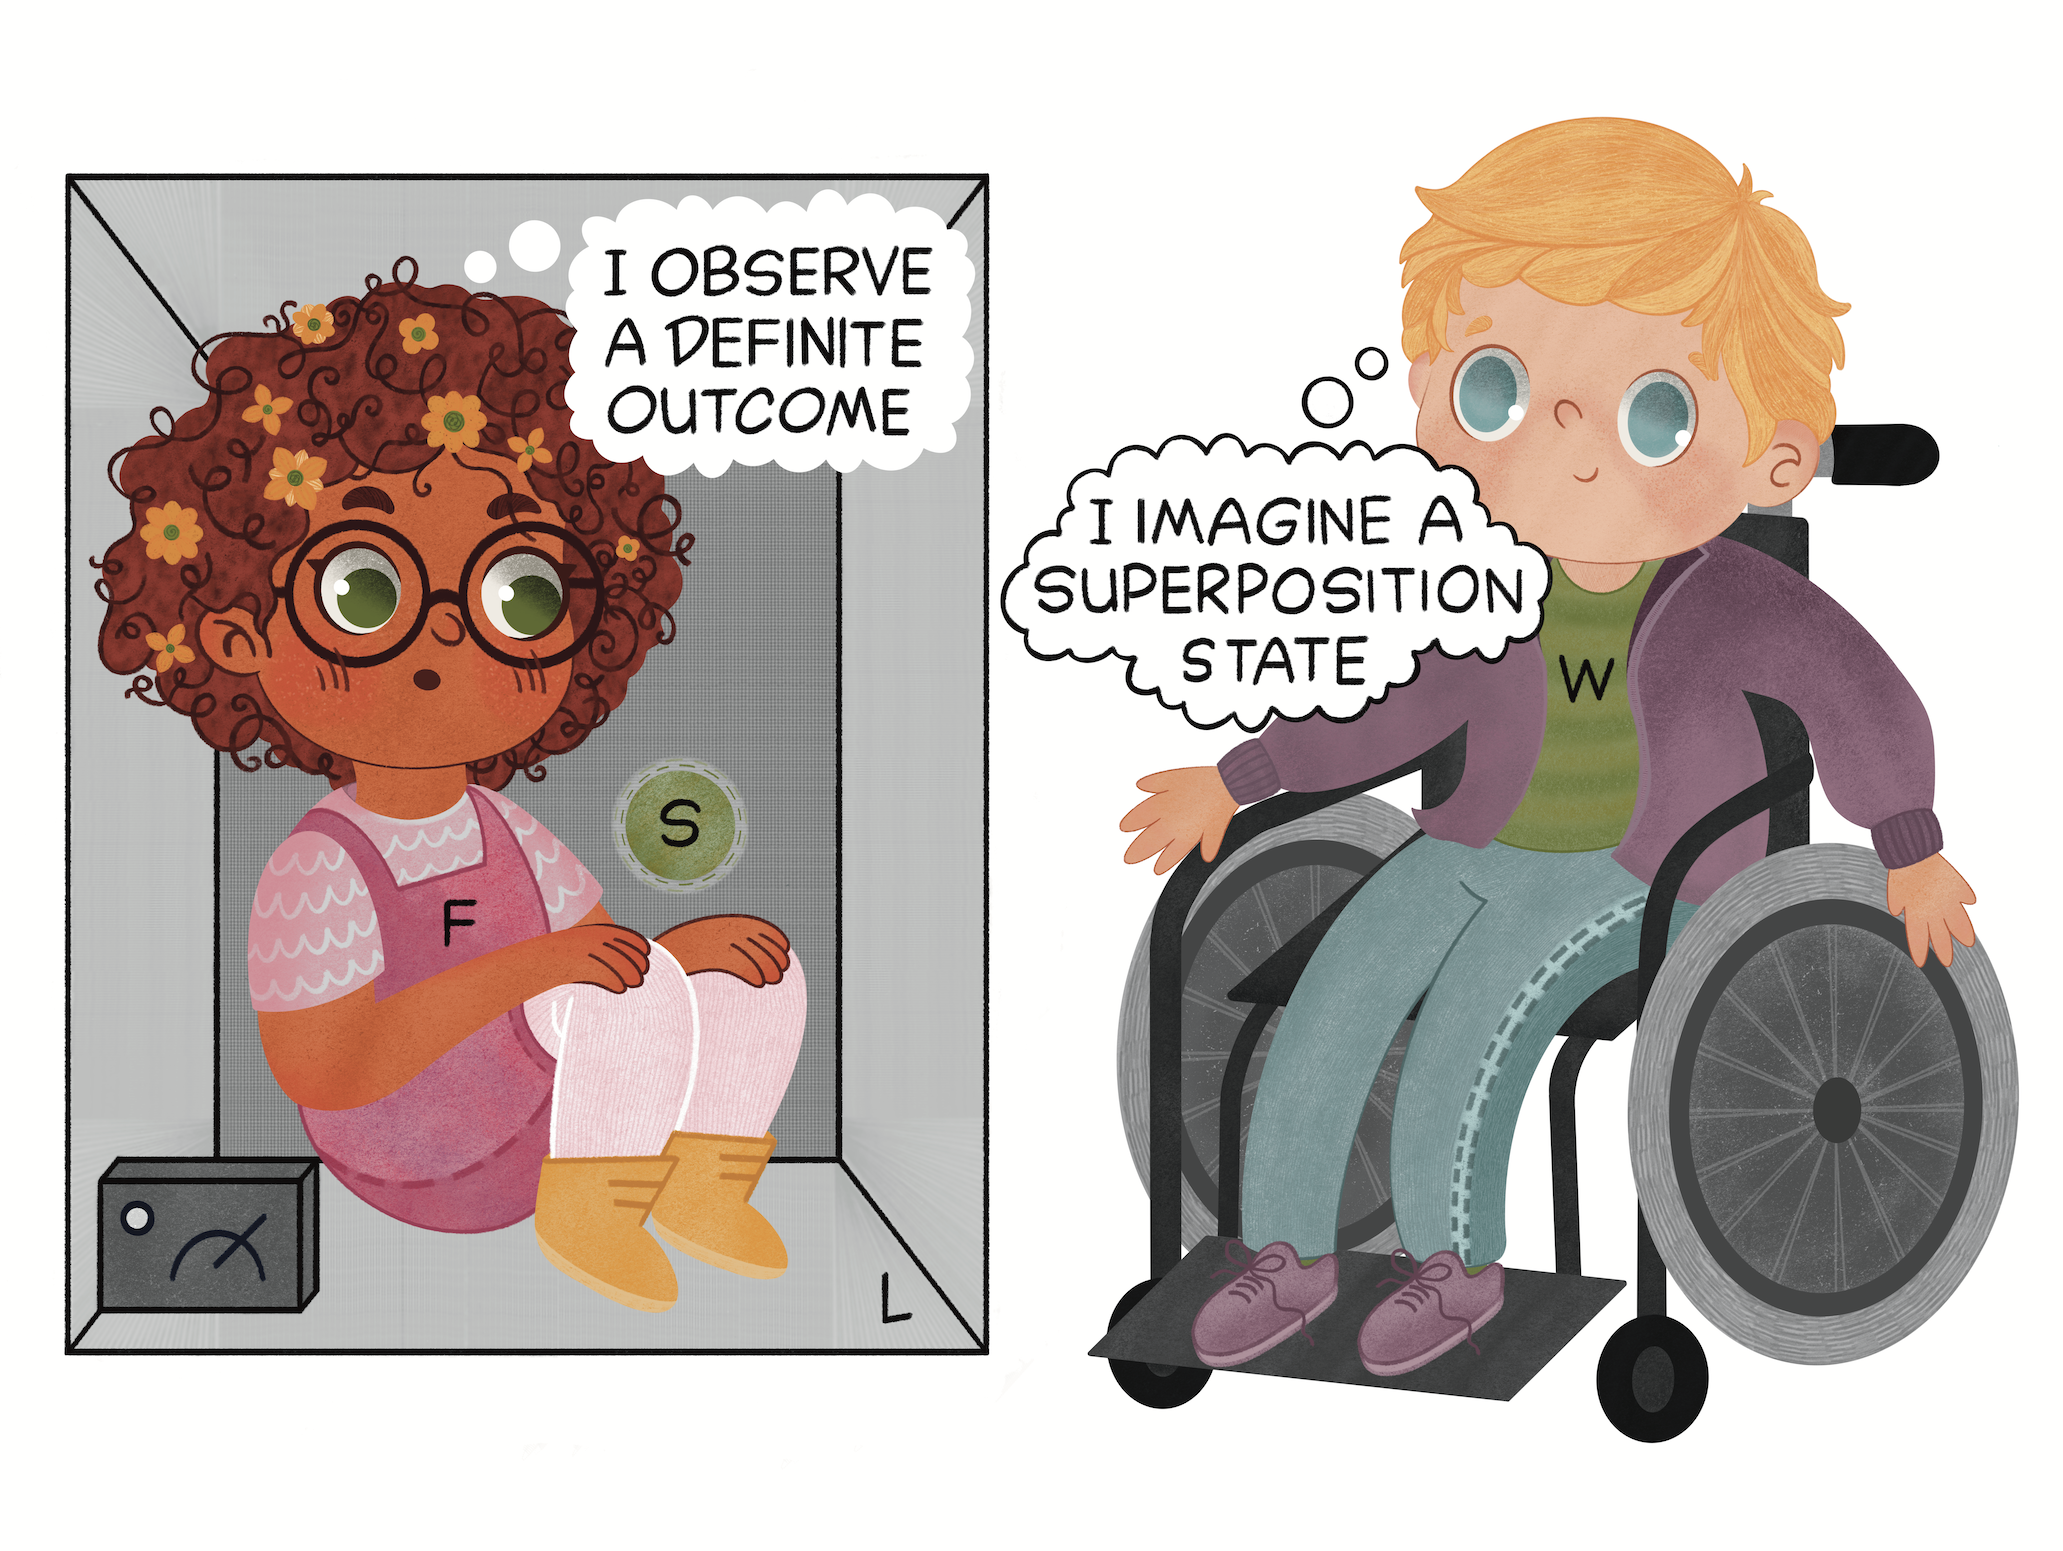 I OBSERVE
A DEFINITE
OUTCOME
I IMAGINE A
SUPERPOSITION
STATE
W
S
F
L